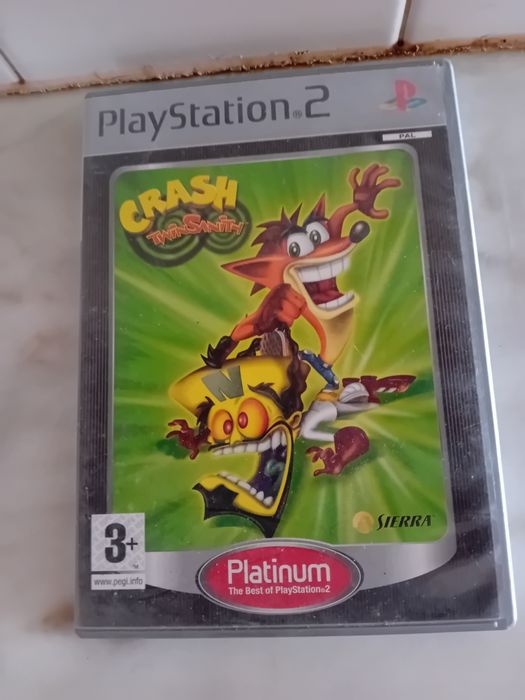 PlayStation®2
PAL
CRASH
TWINSANITY
N
SIERRA
3+
www.pegi.info
Platinum
The Best of PlayStation®2